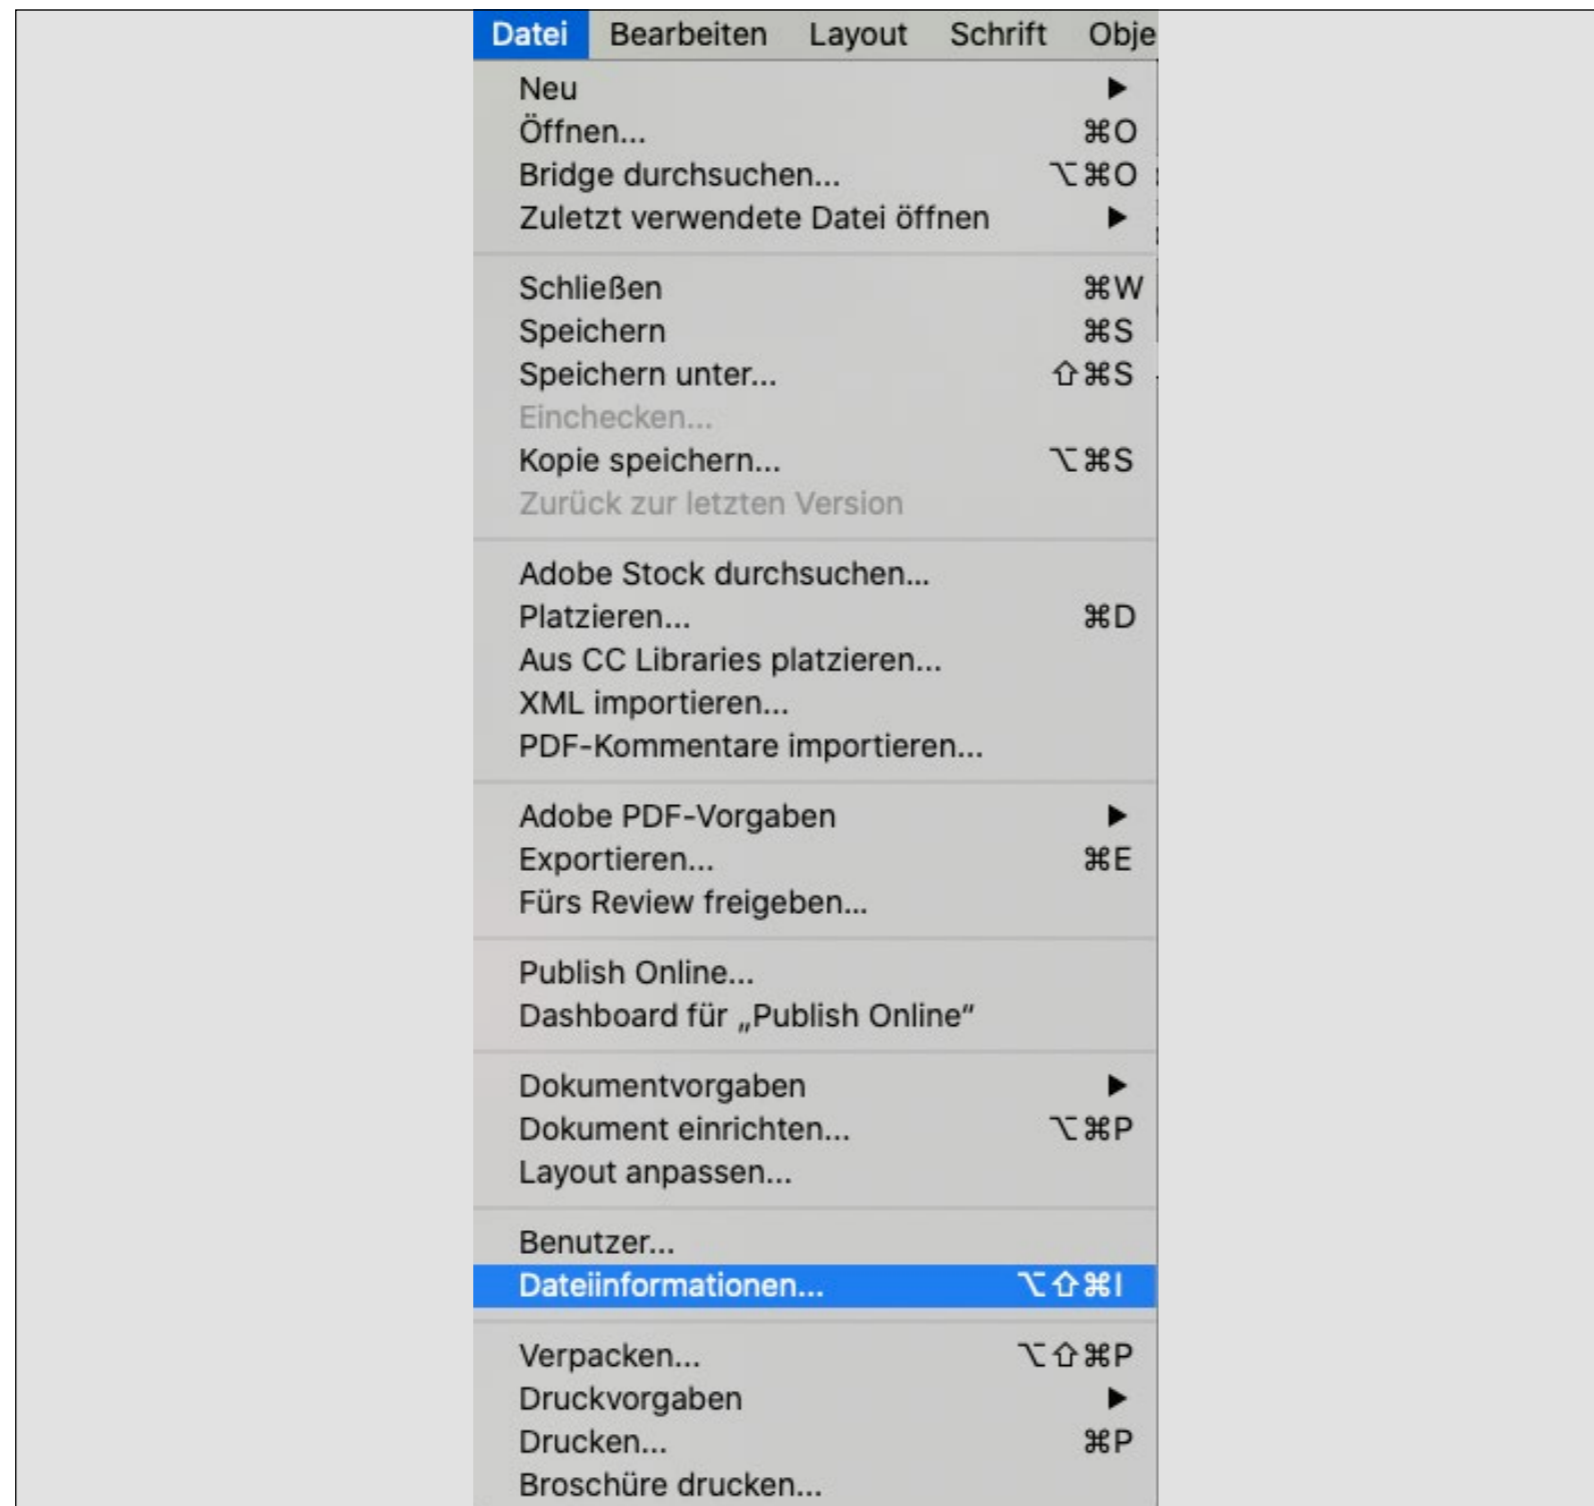 Datei Bearbeiten Layout Schrift Obje
Neu ▶
Öffnen... ⌘O
Bridge durchsuchen... ⌥⌘O
Zuletzt verwendete Datei öffnen ▶
Schließen ⌘W
Speichern ⌘S
Speichern unter... ⇧⌘S
Einchecken...
Kopie speichern... ⌥⌘S
Zurück zur letzten Version
Adobe Stock durchsuchen...
Platzieren... ⌘D
Aus CC Libraries platzieren...
XML importieren...
PDF-Kommentare importieren...
Adobe PDF-Vorgaben ▶
Exportieren... ⌘E
Fürs Review freigeben...
Publish Online...
Dashboard für „Publish Online“
Dokumentvorgaben ▶
Dokument einrichten... ⌥⌘P
Layout anpassen...
Benutzer...
Dateiinformationen... ⌥⇧⌘I
Verpacken... ⌥⇧⌘P
Druckvorgaben ▶
Drucken... ⌘P
Broschüre drucken...